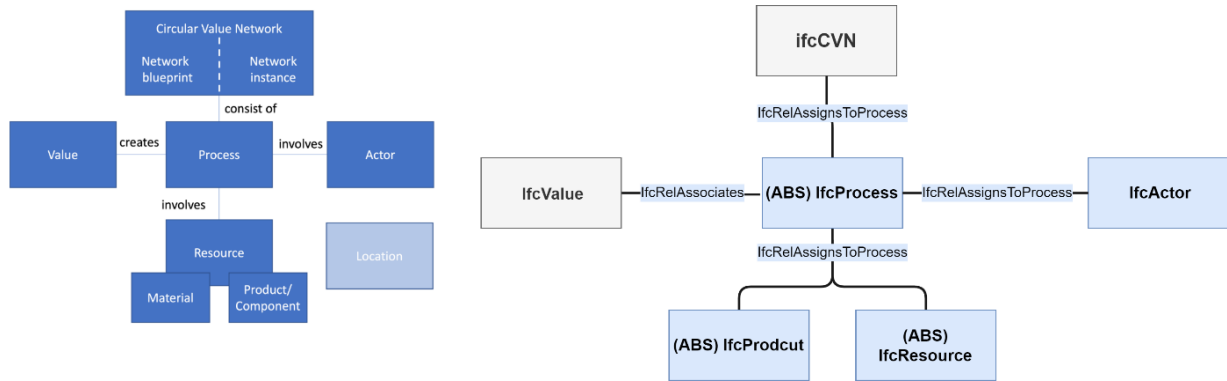 Circular Value Network
Network
blueprint
Network
instance
consist of
Value
creates
Process
involves
Actor
involves
Resource
Material
Product/
Component
Location
ifcCVN
IfcRelAssignsToProcess
IfcValue
IfcRelAssociates
(ABS) IfcProcess
IfcRelAssignsToProcess
IfcActor
IfcRelAssignsToProcess
(ABS) IfcProdcut
(ABS)
IfcResource